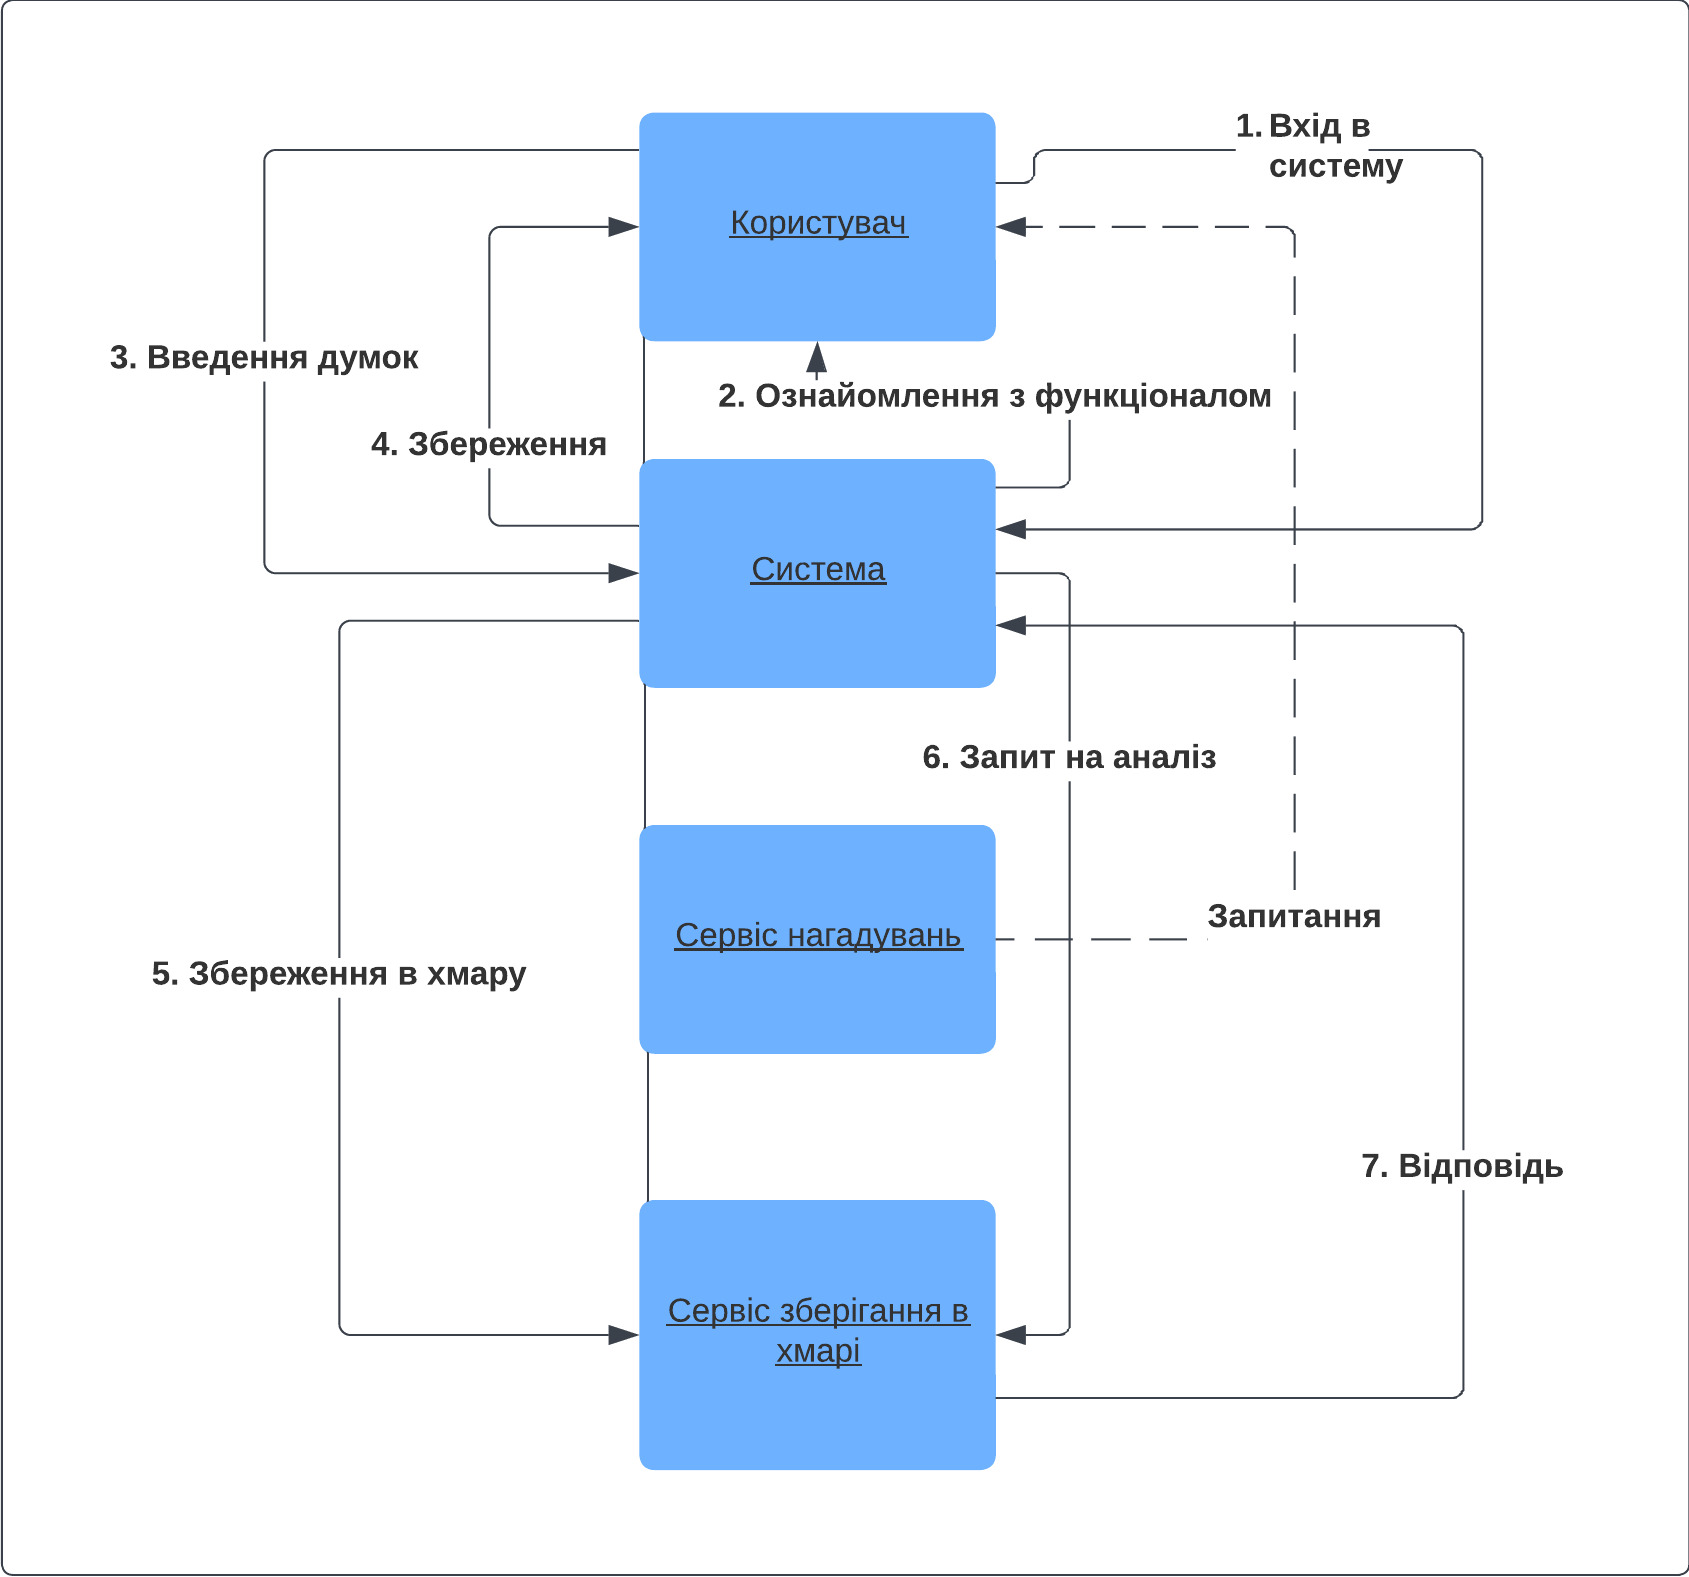 1. Вхід в
систему
Користувач
3. Введення думок
2. Ознайомлення з функціоналом
4. Збереження
Система
6. Запит на аналіз
Запитання
Сервіс нагадувань
5. Збереження в хмару
7. Відповідь
Сервіс зберігання в
хмарі